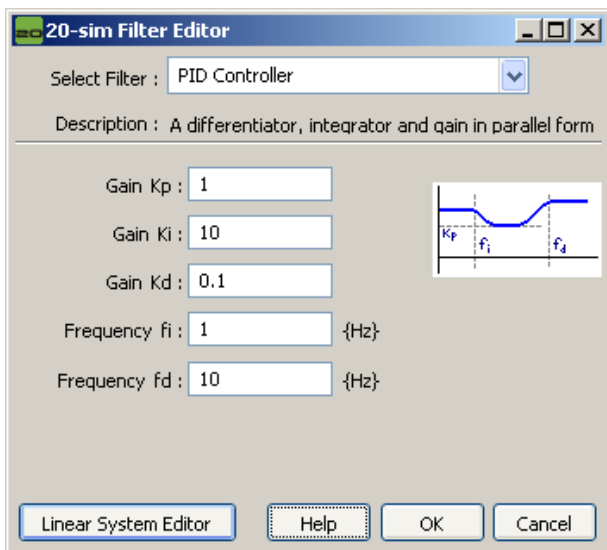 20 20-sim Filter Editor
Select Filter : PID Controller
Description : A differentiator, integrator and gain in parallel form
Gain Kp : 1
Gain Ki : 10
Gain Kd : 0.1
Frequency fi : 1 {Hz}
Frequency fd : 10 {Hz}
Kp fi fd
Linear System Editor Help OK Cancel